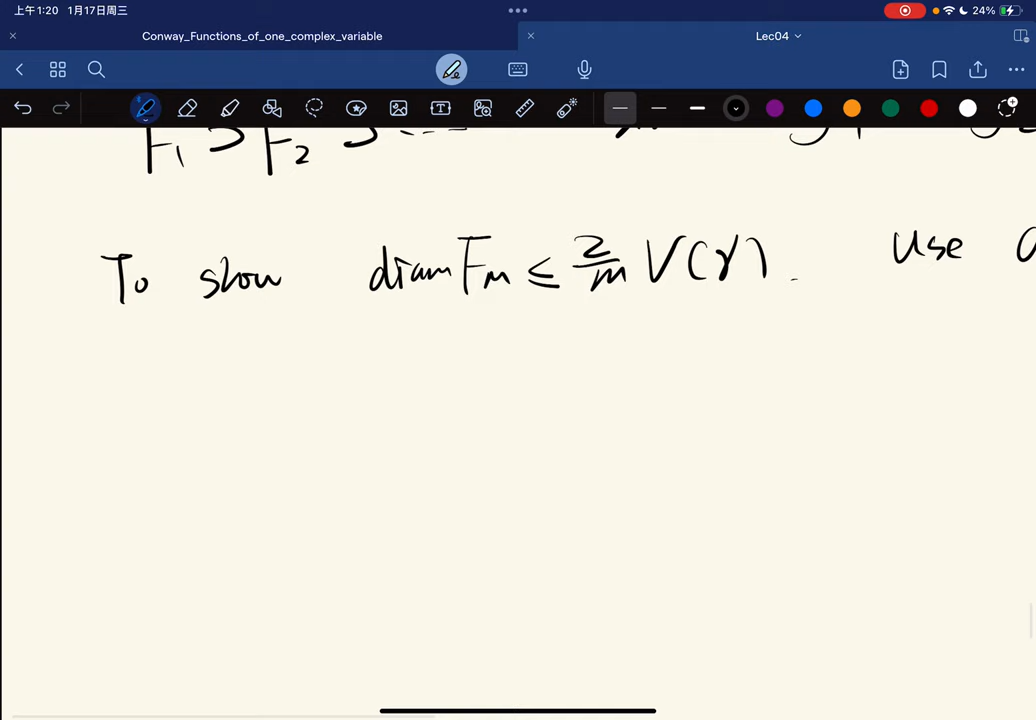 上午1:20 1月17日周三
24%
Conway_Functions_of_one_complex_variable
Lec04
F₁ ⊃ F₂ ⊃ ...
To show diam Fₘ ≤ 2/m V(γ). use